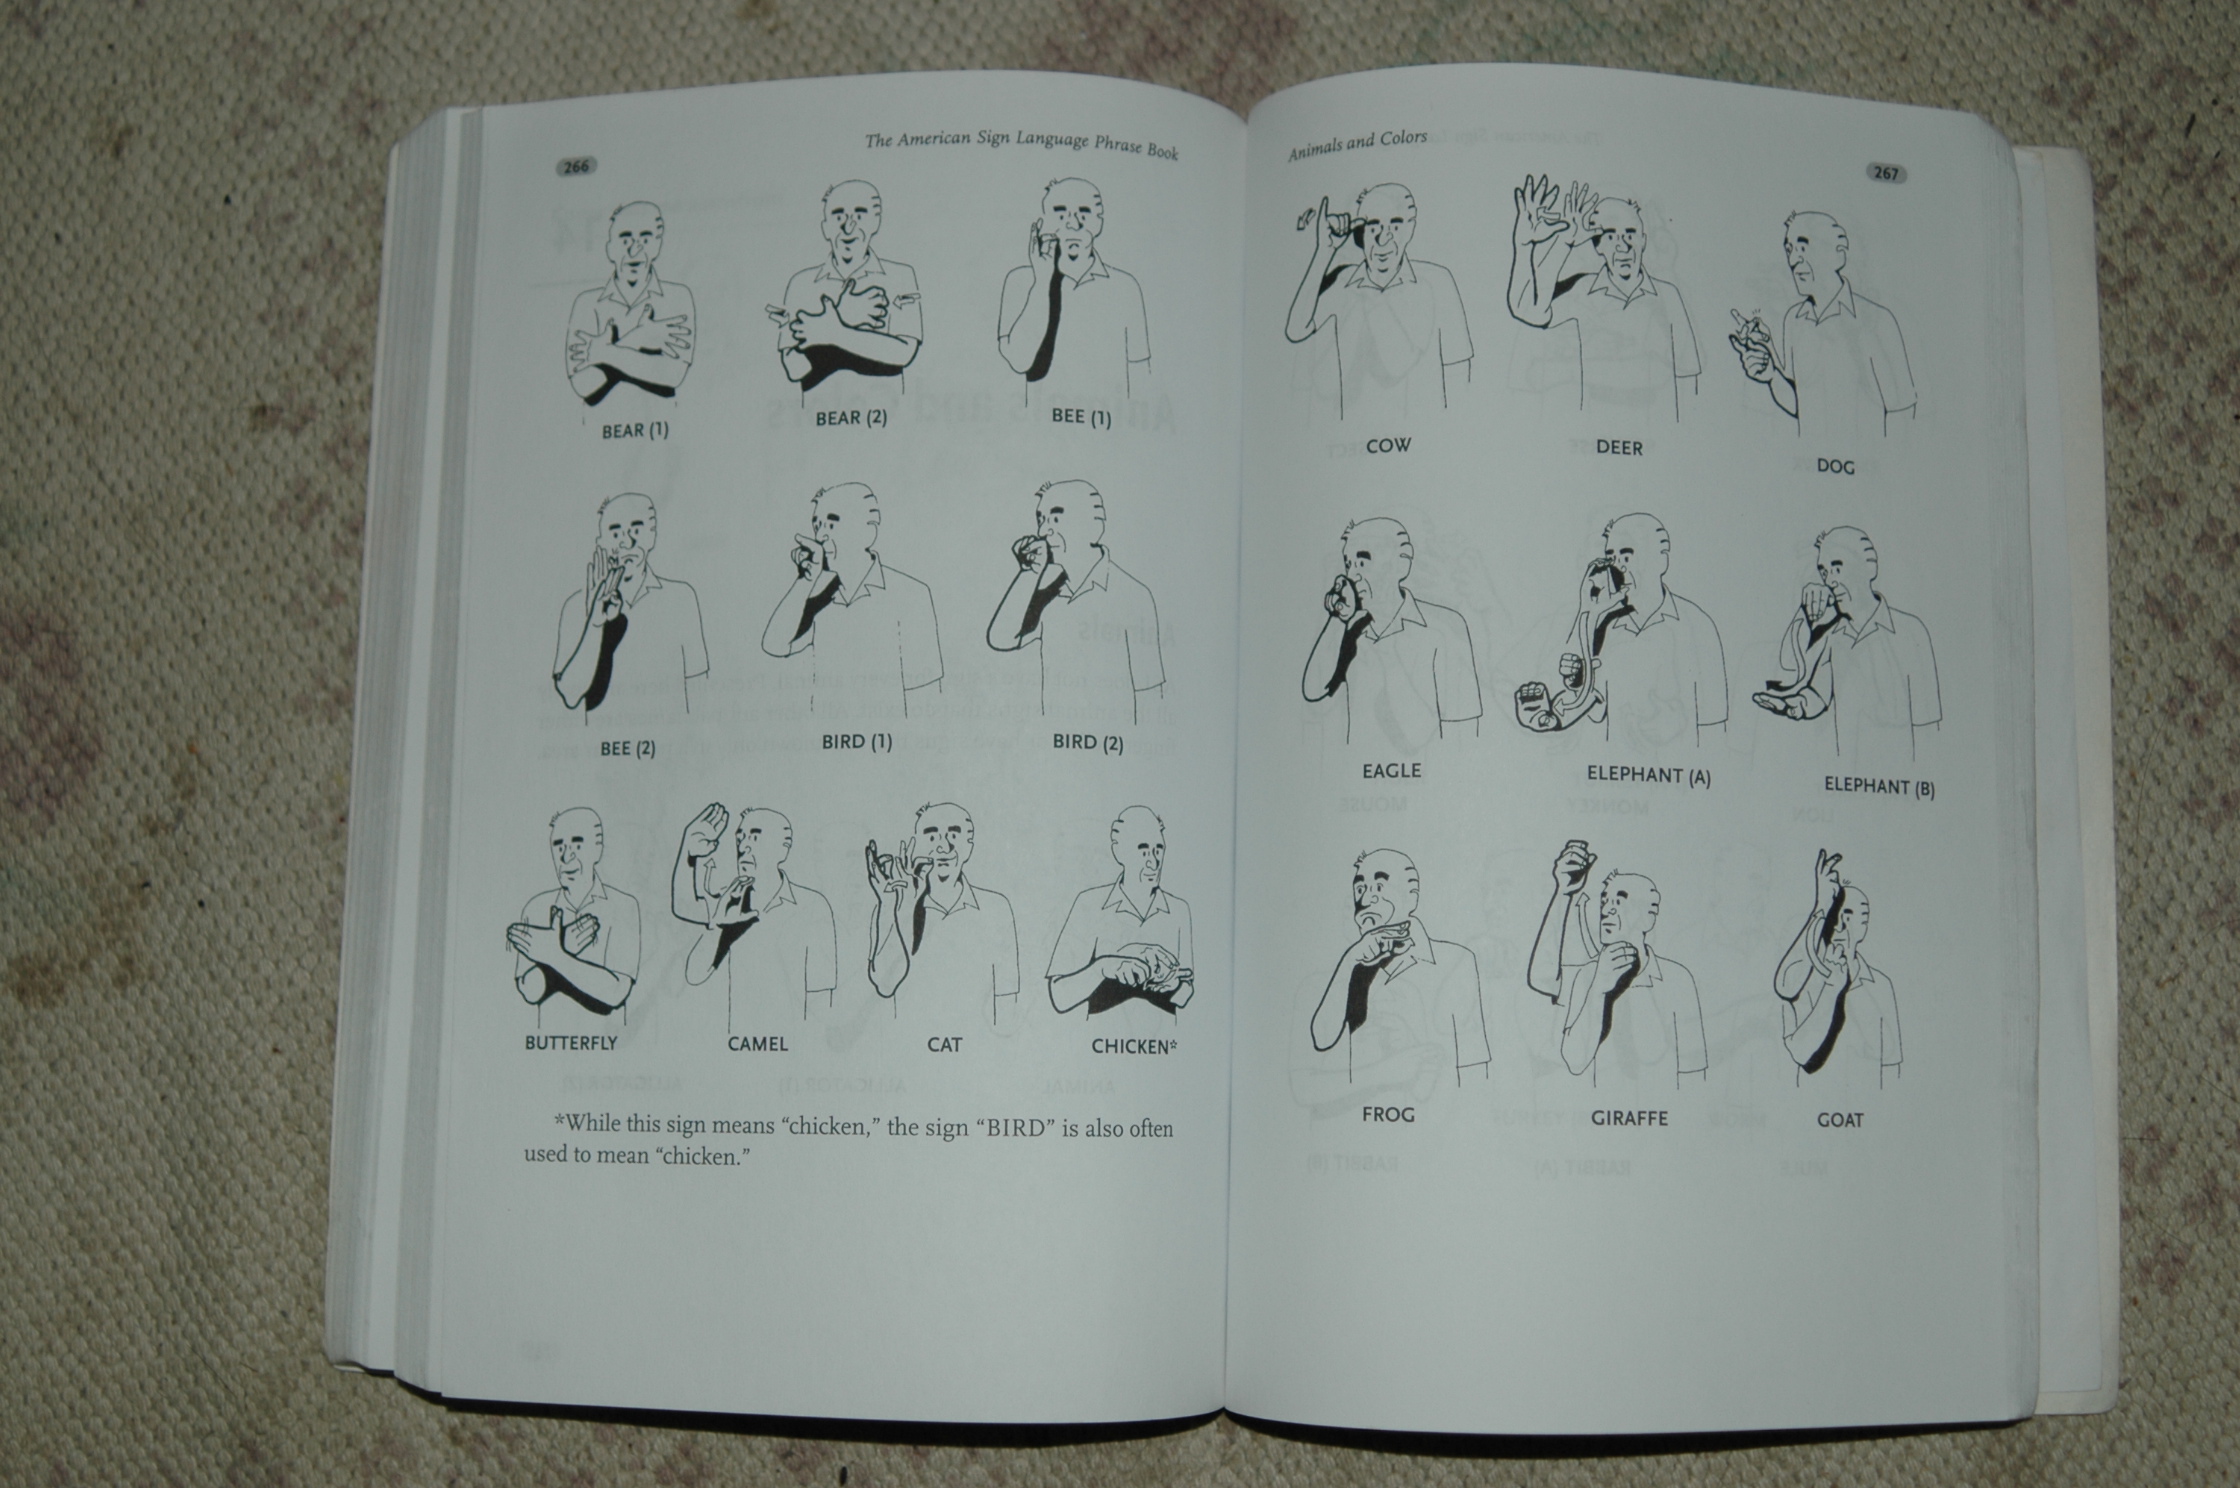 266
The American Sign Language Phrase Book
BEAR (1)
BEAR (2)
BEE (1)
BEE (2)
BIRD (1)
BIRD (2)
BUTTERFLY
CAMEL
CAT
CHICKEN*
*While this sign means "chicken," the sign "BIRD" is also often
used to mean "chicken."
Animals and Colors
267
COW
DEER
DOG
EAGLE
ELEPHANT (A)
ELEPHANT (B)
FROG
GIRAFFE
GOAT